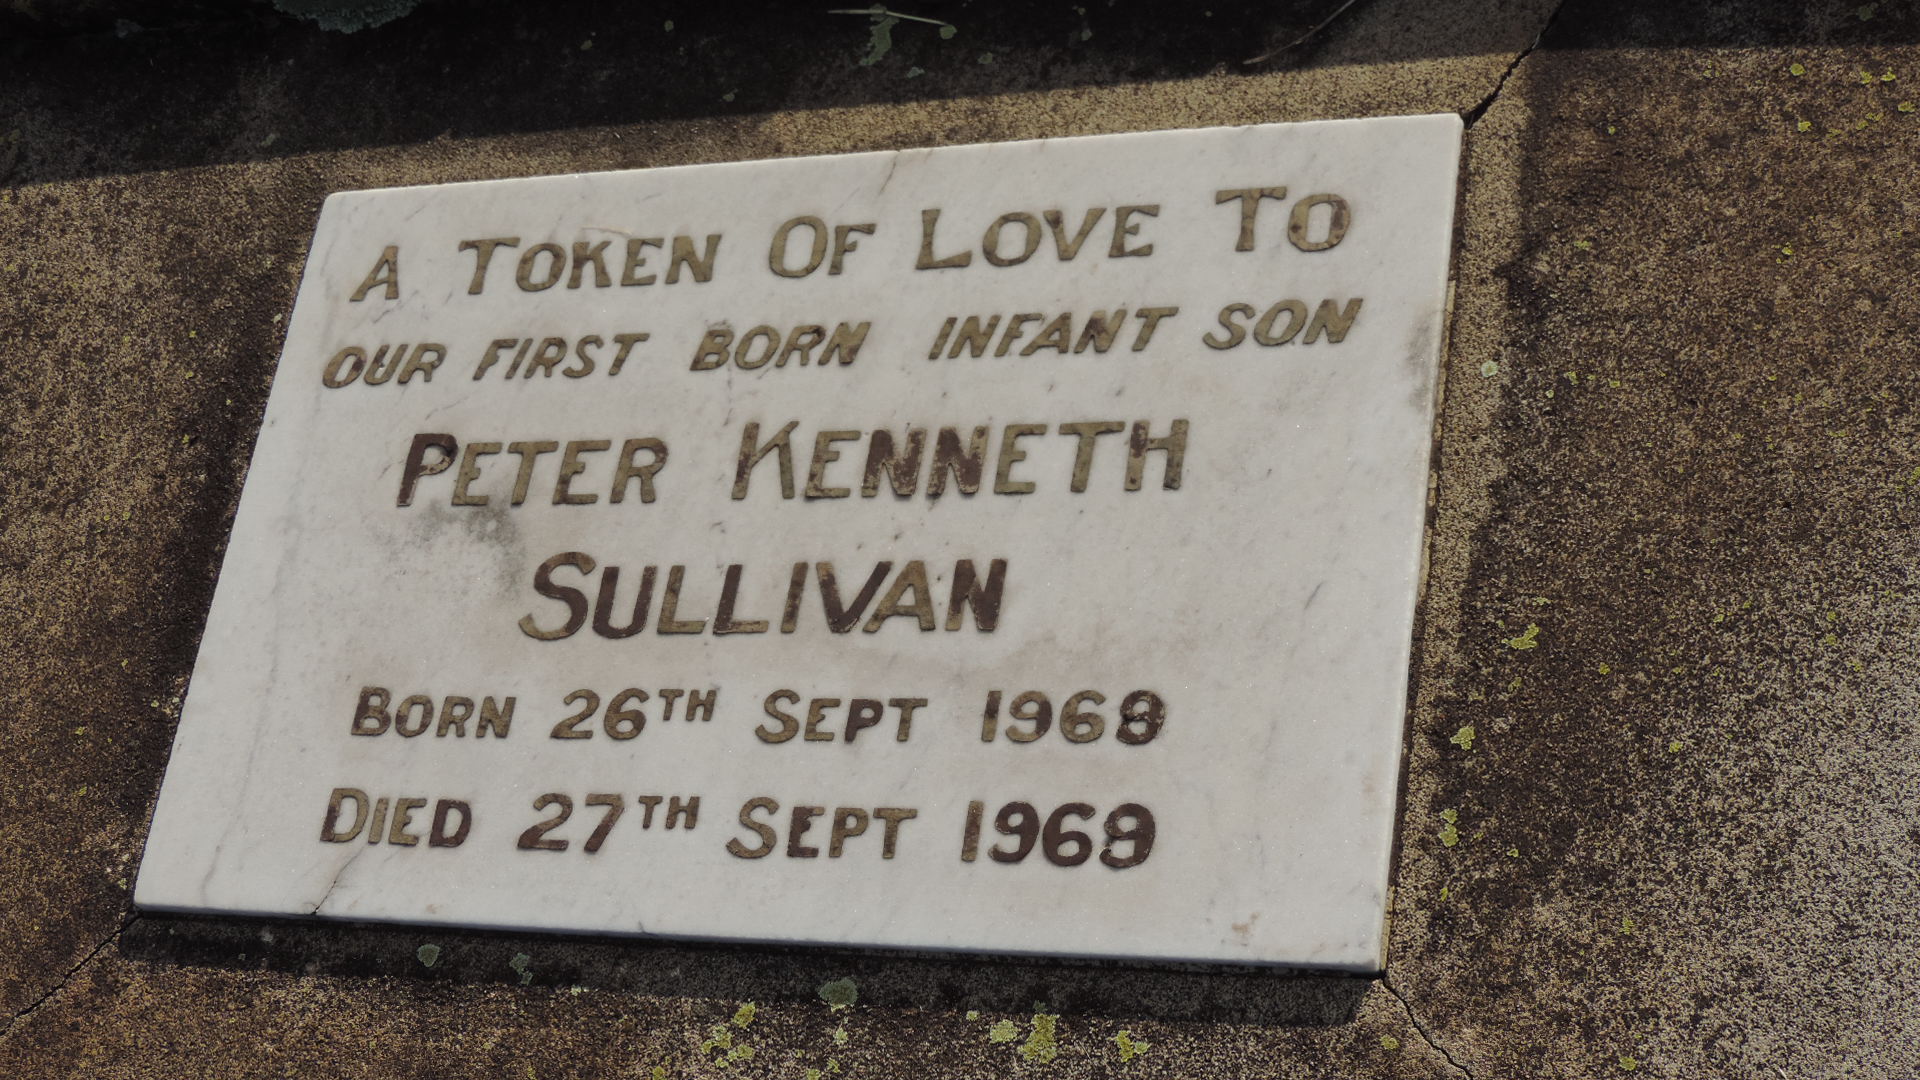 A TOKEN OF LOVE TO
OUR FIRST BORN INFANT SON
PETER KENNETH
SULLIVAN
BORN 26TH SEPT 1969
DIED 27TH SEPT 1969